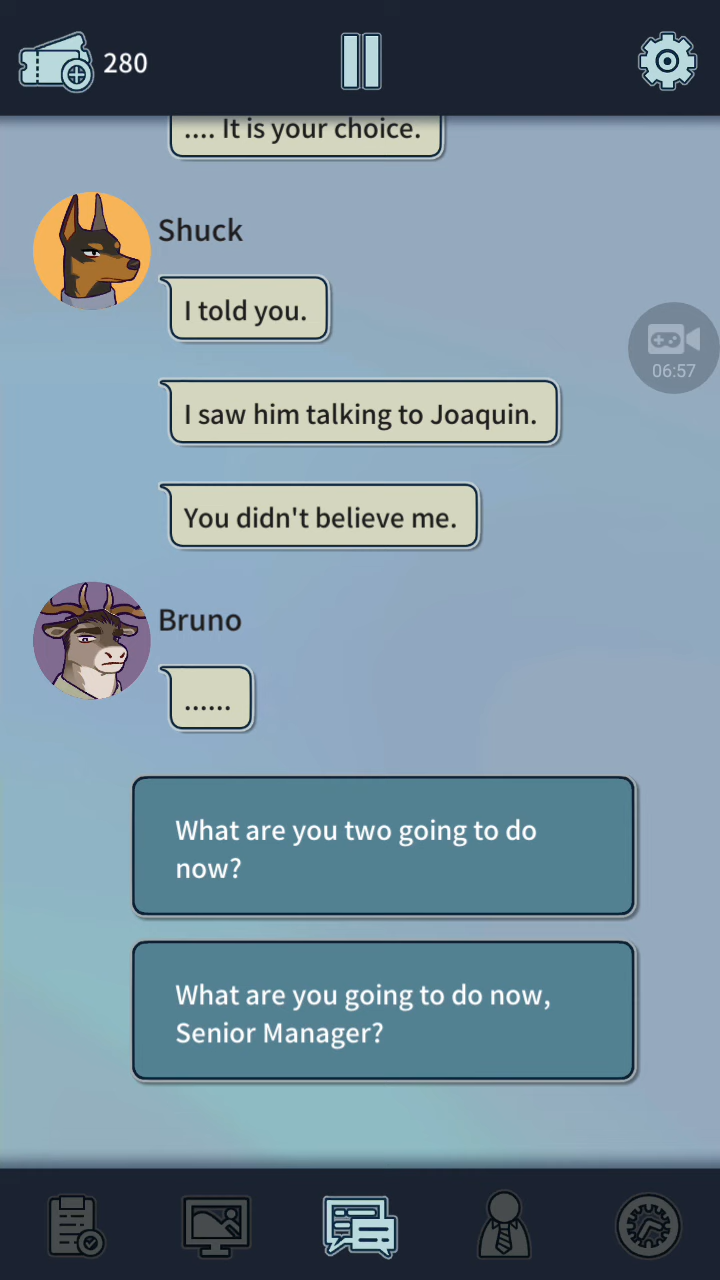 280
.... It is your choice.
Shuck
I told you.
06:57
I saw him talking to Joaquin.
You didn't believe me.
Bruno
......
What are you two going to do
now?
What are you going to do now,
Senior Manager?